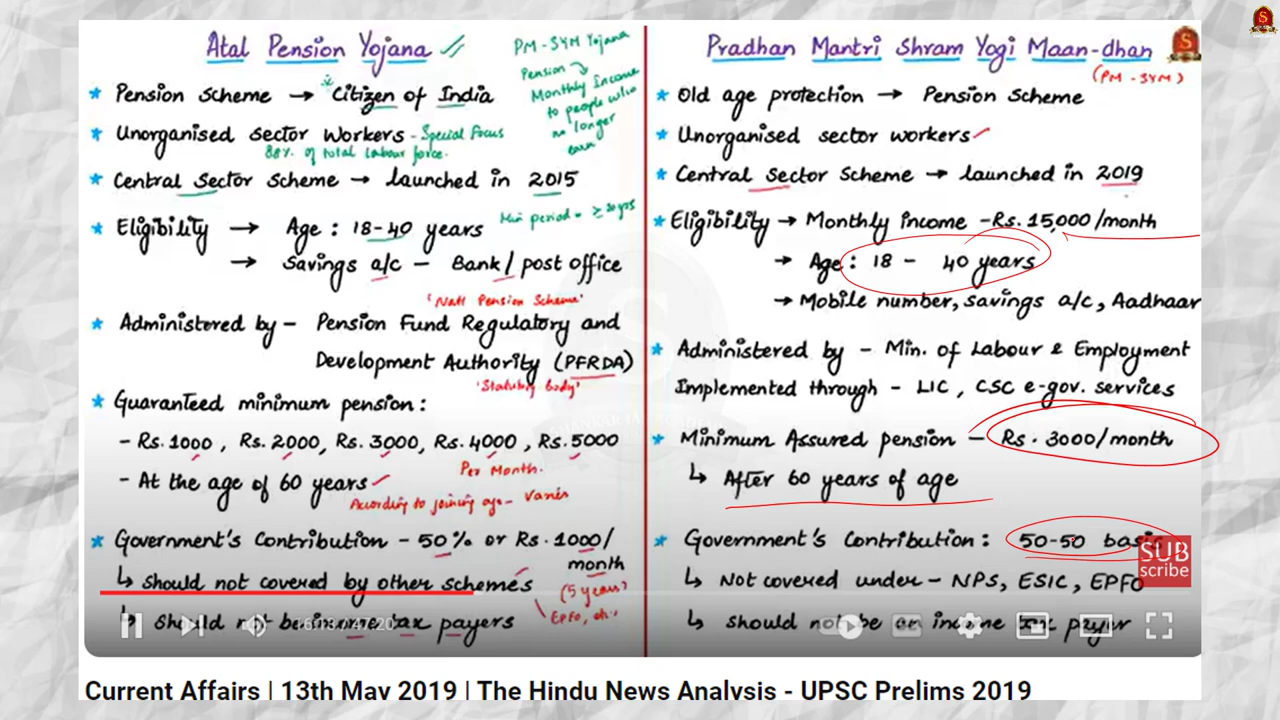 Atal Pension Yojana
PM-SYM Yojana
Pension →
Monthly Income
to people who
no longer
earn
* Pension scheme → Citizen of India
* Unorganised sector workers - Special Focus
88% of total labour force.
* Central Sector scheme → launched in 2015
Min period = ≥ 20 yrs
* Eligibility → Age: 18-40 years
→ Savings a/c - Bank/post office
'Natl Pension Scheme'
* Administered by - Pension Fund Regulatory and
Development Authority (PFRDA)
'Statutory body'
* Guaranteed minimum pension:
- Rs. 1000, Rs. 2000, Rs. 3000, Rs. 4000, Rs. 5000
Per Month.
- At the age of 60 years
According to joining age - Varies
* Government's Contribution - 50% or Rs. 1000/
month
↳ should not covered by other schemes
(5 years)
EPFO, etc.
↳ should not be income tax payers
Pradhan Mantri Shram Yogi Maan-dhan
(PM-SYM)
* Old age protection → Pension scheme
* Unorganised sector workers
* Central Sector Scheme → launched in 2019
* Eligibility → Monthly income - Rs. 15,000/month
→ Age: 18 - 40 years
→ Mobile number, savings a/c, Aadhaar
* Administered by - Min. of Labour & Employment
Implemented through - LIC, CSC e-gov. services
* Minimum Assured pension - Rs. 3000/month
↳ After 60 years of age
* Government's Contribution: 50-50 basis
↳ Not covered under - NPS, ESIC, EPFO
↳ should not be an income tax payer
SUB
scribe
Current Affairs | 13th May 2019 | The Hindu News Analysis - UPSC Prelims 2019